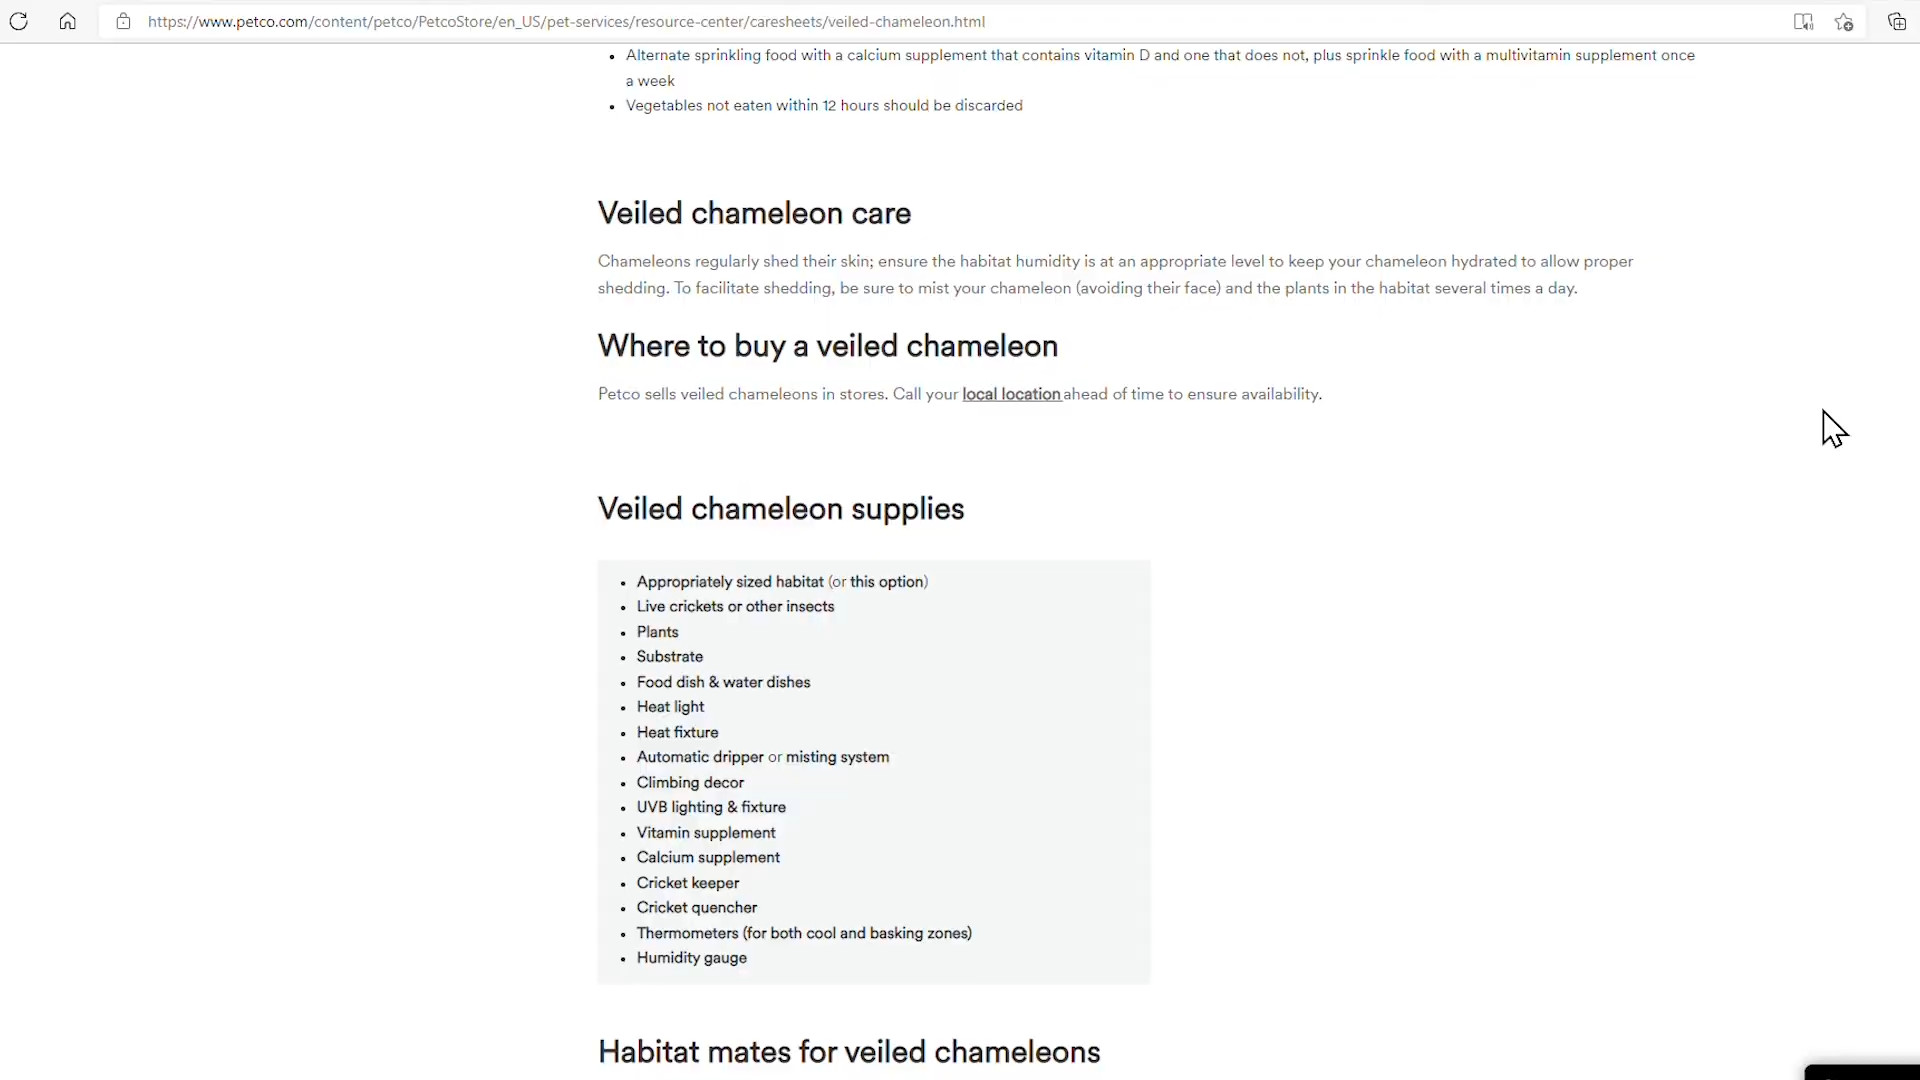 https://www.petco.com/content/petco/PetcoStore/en_US/pet-services/resource-center/caresheets/veiled-chameleon.html
• Alternate sprinkling food with a calcium supplement that contains vitamin D and one that does not, plus sprinkle food with a multivitamin supplement once
a week
• Vegetables not eaten within 12 hours should be discarded
Veiled chameleon care
Chameleons regularly shed their skin; ensure the habitat humidity is at an appropriate level to keep your chameleon hydrated to allow proper
shedding. To facilitate shedding, be sure to mist your chameleon (avoiding their face) and the plants in the habitat several times a day.
Where to buy a veiled chameleon
Petco sells veiled chameleons in stores. Call your local location ahead of time to ensure availability.
Veiled chameleon supplies
• Appropriately sized habitat (or this option)
• Live crickets or other insects
• Plants
• Substrate
• Food dish & water dishes
• Heat light
• Heat fixture
• Automatic dripper or misting system
• Climbing decor
• UVB lighting & fixture
• Vitamin supplement
• Calcium supplement
• Cricket keeper
• Cricket quencher
• Thermometers (for both cool and basking zones)
• Humidity gauge
Habitat mates for veiled chameleons